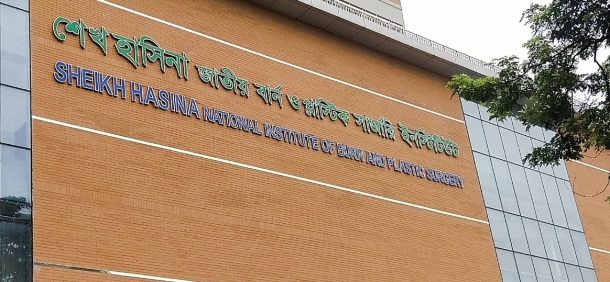 শেখ হাসিনা জাতীয় বার্ন ও প্লাস্টিক সার্জারি ইনস্টিটিউট
SHEIKH HASINA NATIONAL INSTITUTE OF BURN AND PLASTIC SURGERY